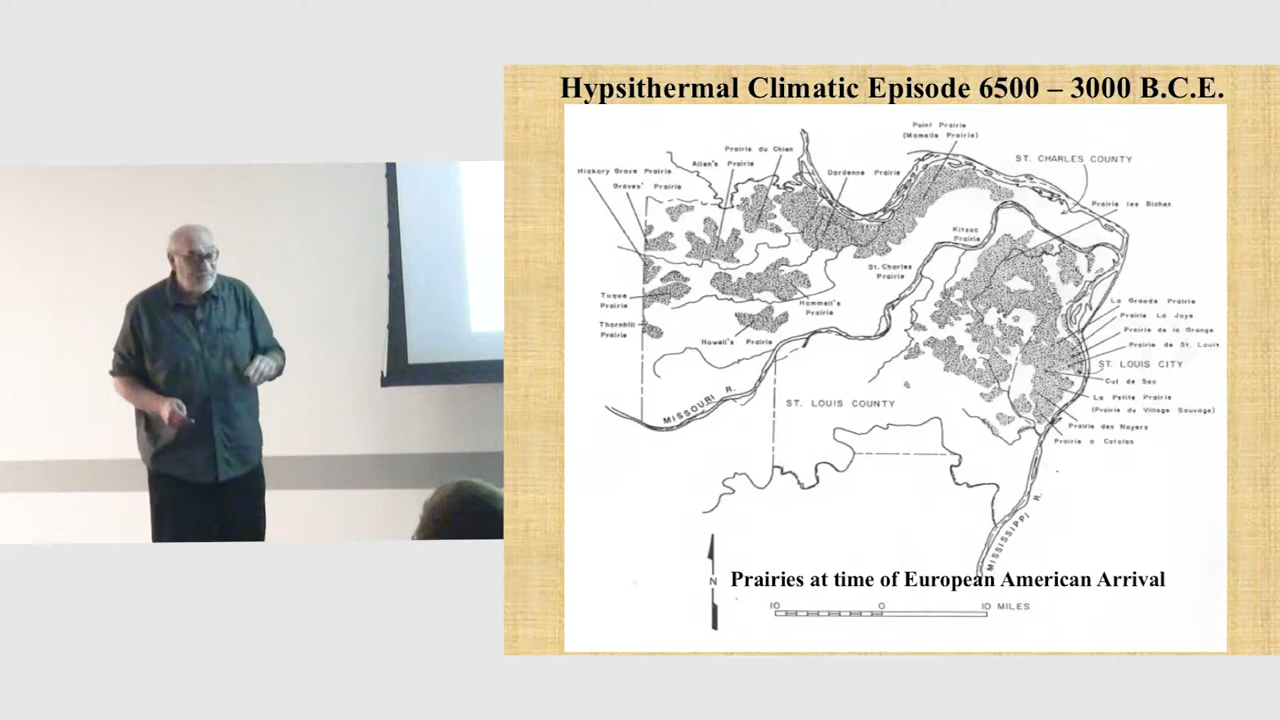 Hypsithermal Climatic Episode 6500 – 3000 B.C.E.
Point Prairie
(Mamelle Prairie)
Prairie du Chien
ST. CHARLES COUNTY
Allen's Prairie
Hickory Grove Prairie
Dardenne Prairie
Graves' Prairie
Prairie les Biches
Kitzac
Prairie
St. Charles
Prairie
Tuque
Prairie
Hammell's
Prairie
La Grande Prairie
Prairie La Joye
Thornhill
Prairie
Prairie de la Grange
Howell's Prairie
Prairie de St. Louis
ST. LOUIS CITY
Cul de Sac
MISSOURI R.
La Petite Prairie
ST. LOUIS COUNTY
(Prairie du Village Sauvage)
Prairie des Noyers
Prairie a Catalan
MISSISSIPPI R.
N
Prairies at time of European American Arrival
10 0 10 MILES